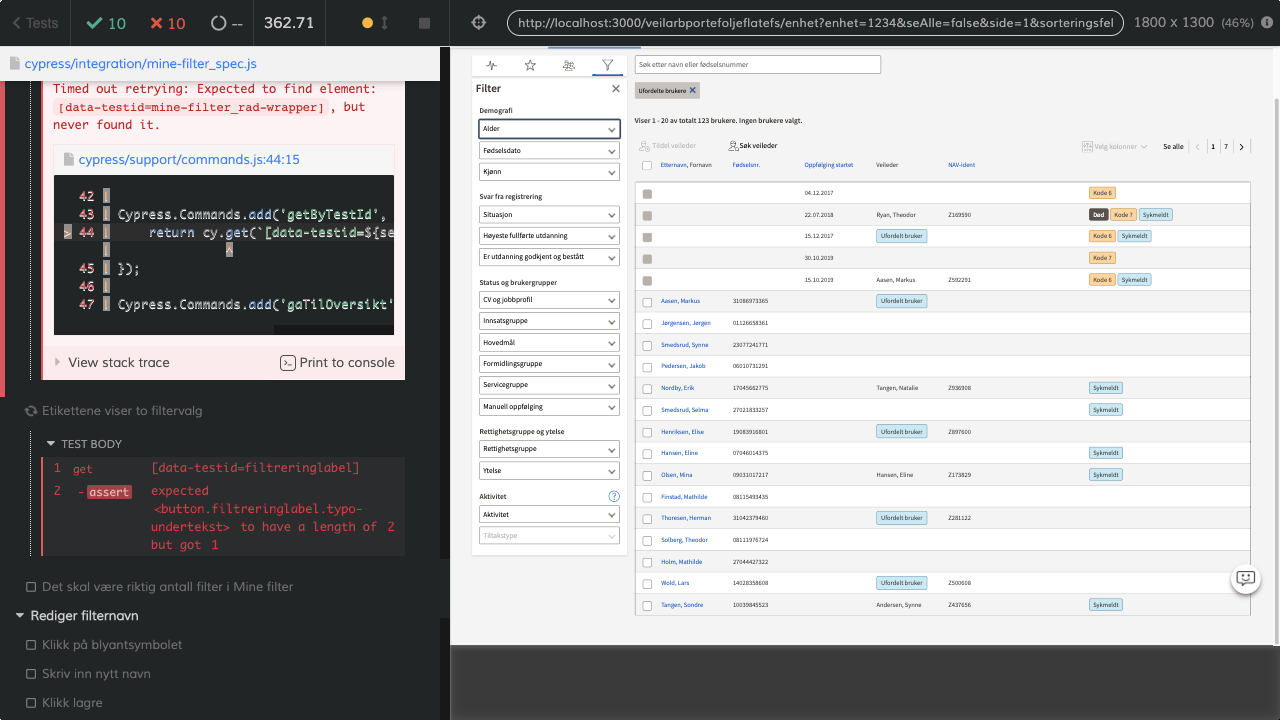 Tests
10
10
--
362.71
http://localhost:3000/veilarbportefoljeflatefs/enhet?enhet=1234&seAlle=false&side=1&sorteringsfel
1800 x 1300 (46%)
cypress/integration/mine-filter_spec.js
Timed out retrying: Expected to find element:
[data-testid=mine-filter_rad-wrapper], but
never found it.
cypress/support/commands.js:44:15
42 |
43 | Cypress.Commands.add('getByTestId',
> 44 |     return cy.get(`[data-testid=${se
|               ^
45 | });
46 |
47 | Cypress.Commands.add('gaTilOversikt'
View stack trace
Print to console
Etikettene viser to filtervalg
TEST BODY
1 get [data-testid=filtreringlabel]
2 -assert expected
<button.filtreringlabel.typo-
undertekst> to have a length of 2
but got 1
Det skal være riktig antall filter i Mine filter
Rediger filternavn
Klikk på blyantsymbolet
Skriv inn nytt navn
Klikk lagre
Filter
Demografi
Alder
Fødselsdato
Kjønn
Svar fra registrering
Situasjon
Høyeste fullførte utdanning
Er utdanning godkjent og bestått
Status og brukergrupper
CV og jobbprofil
Innsatsgruppe
Hovedmål
Formidlingsgruppe
Servicegruppe
Manuell oppfølging
Rettighetsgruppe og ytelse
Rettighetsgruppe
Ytelse
Aktivitet
?
Aktivitet
Tiltakstype
Søk etter navn eller fødselsnummer
Ufordelte brukere
Viser 1 - 20 av totalt 123 brukere. Ingen brukere valgt.
Tildel veileder Søk veileder Velg kolonner Se alle 1 7
Etternavn, Fornavn Fødselsnr. Oppfølging startet Veileder NAV-ident
04.12.2017 Kode 6
22.07.2018 Ryan, Theodor Z169590 Død Kode 7 Sykmeldt
15.12.2017 Ufordelt bruker Kode 6 Sykmeldt
30.10.2019 Kode 7
15.10.2019 Aasen, Markus Z592291 Kode 6 Sykmeldt
Aasen, Markus 31086973365 Ufordelt bruker
Jørgensen, Jørgen 01126658361
Smedsrud, Synne 23077241771
Pedersen, Jakob 06010731291
Nordby, Erik 17045662775 Tangen, Natalie Z936908 Sykmeldt
Smedsrud, Selma 27021833257 Sykmeldt
Henriksen, Elise 19083916801 Ufordelt bruker Z897600
Hansen, Eline 07046014375 Sykmeldt
Olsen, Mina 09031017217 Hansen, Eline Z173829 Sykmeldt
Finstad, Mathilde 08115493435
Thoresen, Herman 31042379460 Ufordelt bruker Z281122
Solberg, Theodor 08111976724
Holm, Mathilde 27044427322
Wold, Lars 14028358608 Ufordelt bruker Z500608
Tangen, Sondre 10039845523 Andersen, Synne Z437656 Sykmeldt